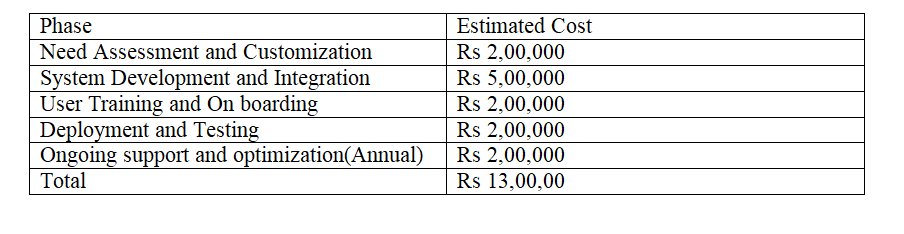 Phase Estimated Cost
Need Assessment and Customization Rs 2,00,000
System Development and Integration Rs 5,00,000
User Training and On boarding Rs 2,00,000
Deployment and Testing Rs 2,00,000
Ongoing support and optimization(Annual) Rs 2,00,000
Total Rs 13,00,00